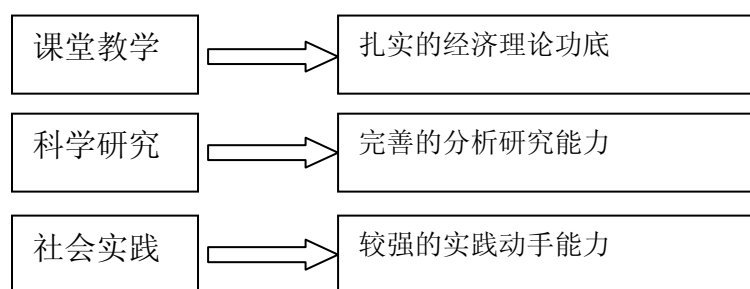 课堂教学
扎实的经济理论功底
科学研究
完善的分析研究能力
社会实践
较强的实践动手能力